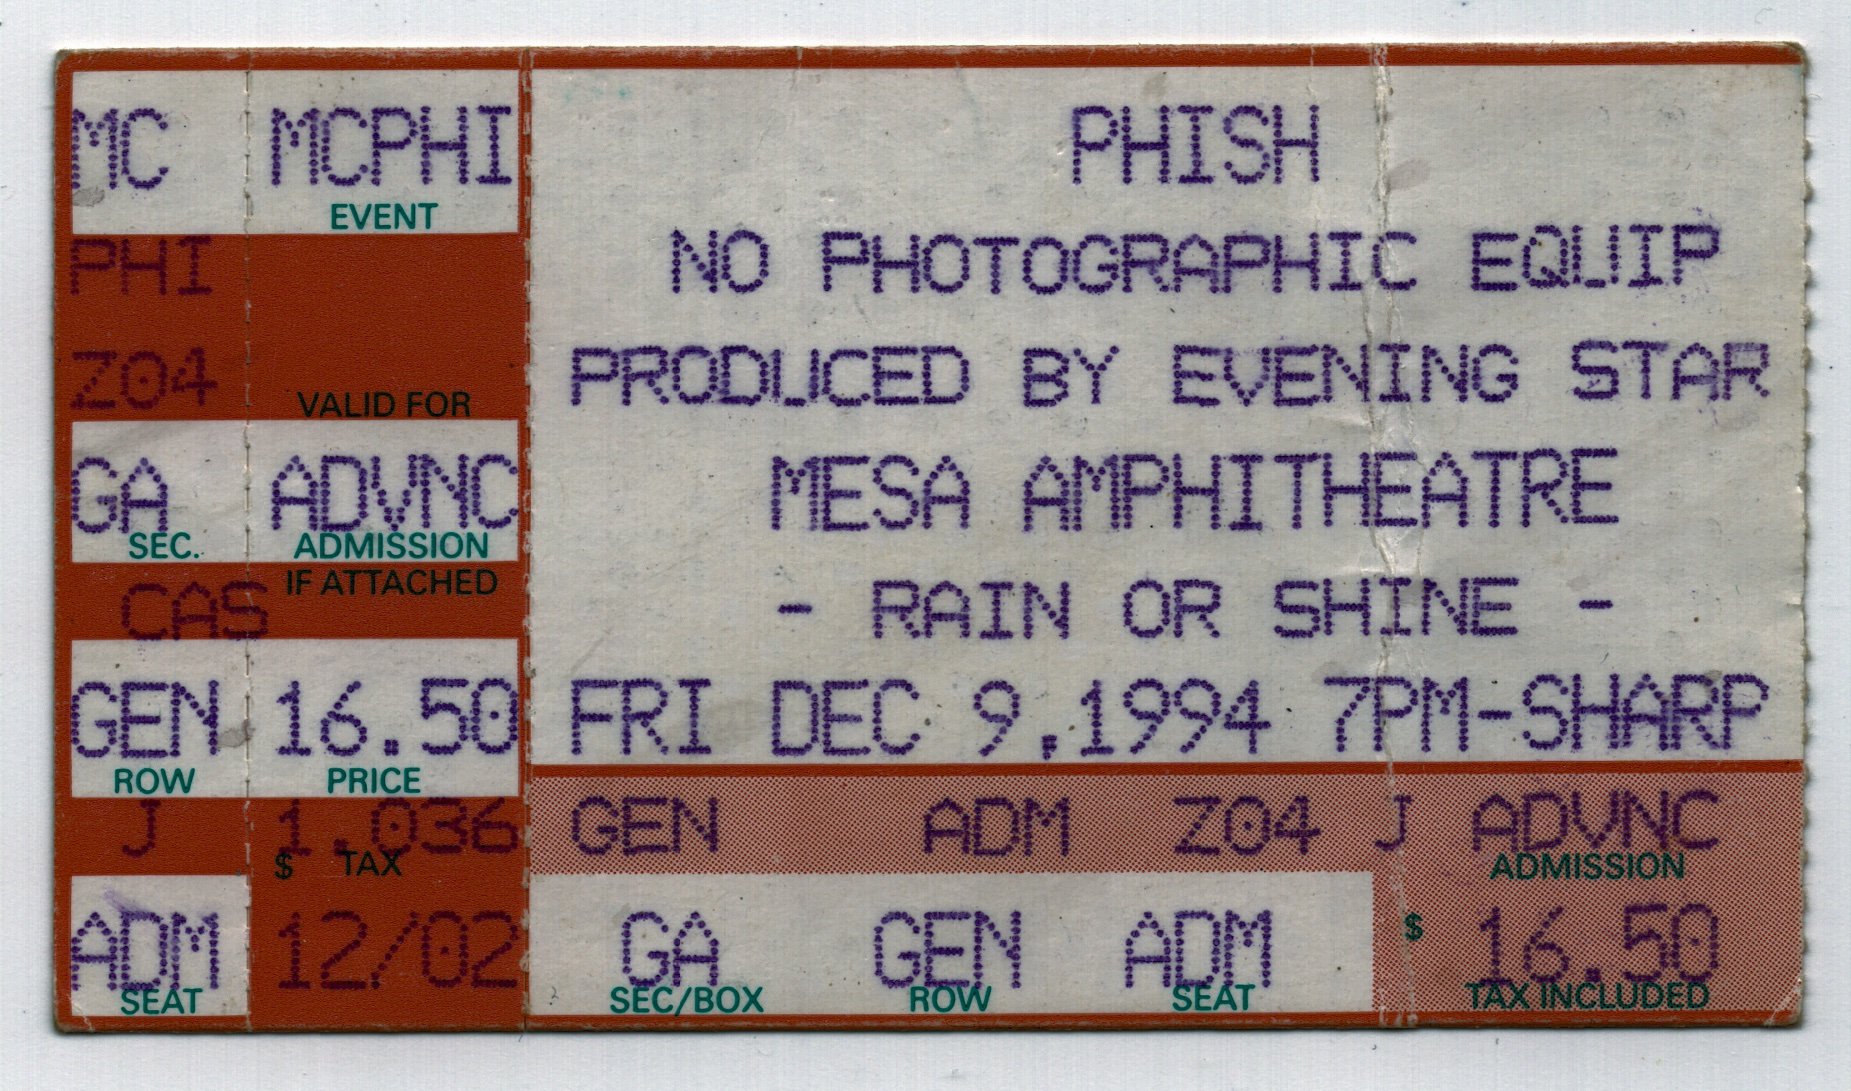 MC MCPHI
EVENT
PHI
Z04
VALID FOR
GA ADVNC
SEC. ADMISSION
IF ATTACHED
CAS
GEN 16.50
ROW PRICE
J 1.036
$ TAX
ADM 12/02
SEAT
PHISH
NO PHOTOGRAPHIC EQUIP
PRODUCED BY EVENING STAR
MESA AMPHITHEATRE
- RAIN OR SHINE -
FRI DEC 9,1994 7PM-SHARP
GEN ADM Z04 J ADVNC
ADMISSION
GA GEN ADM $ 16.50
SEC/BOX ROW SEAT TAX INCLUDED